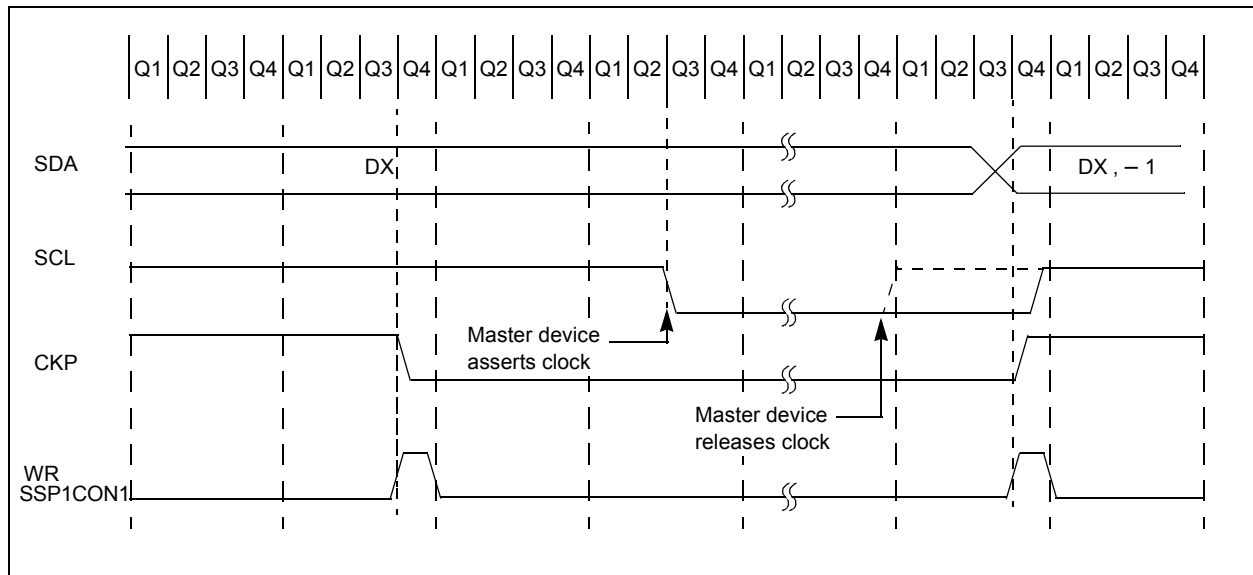 Q1 Q2 Q3 Q4 Q1 Q2 Q3 Q4 Q1 Q2 Q3 Q4 Q1 Q2 Q3 Q4 Q1 Q2 Q3 Q4 Q1 Q2 Q3 Q4 Q1 Q2 Q3 Q4
SDA
DX
DX , – 1
SCL
Master device
asserts clock
CKP
Master device
releases clock
WR
SSP1CON1